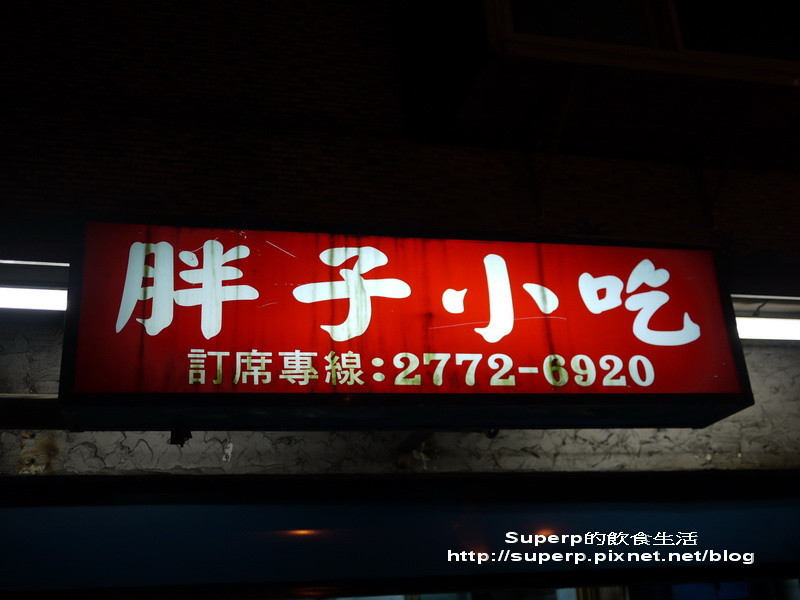 胖子小吃
訂席專線:2772-6920
Superp的飲食生活
http://superp.pixnet.net/blog